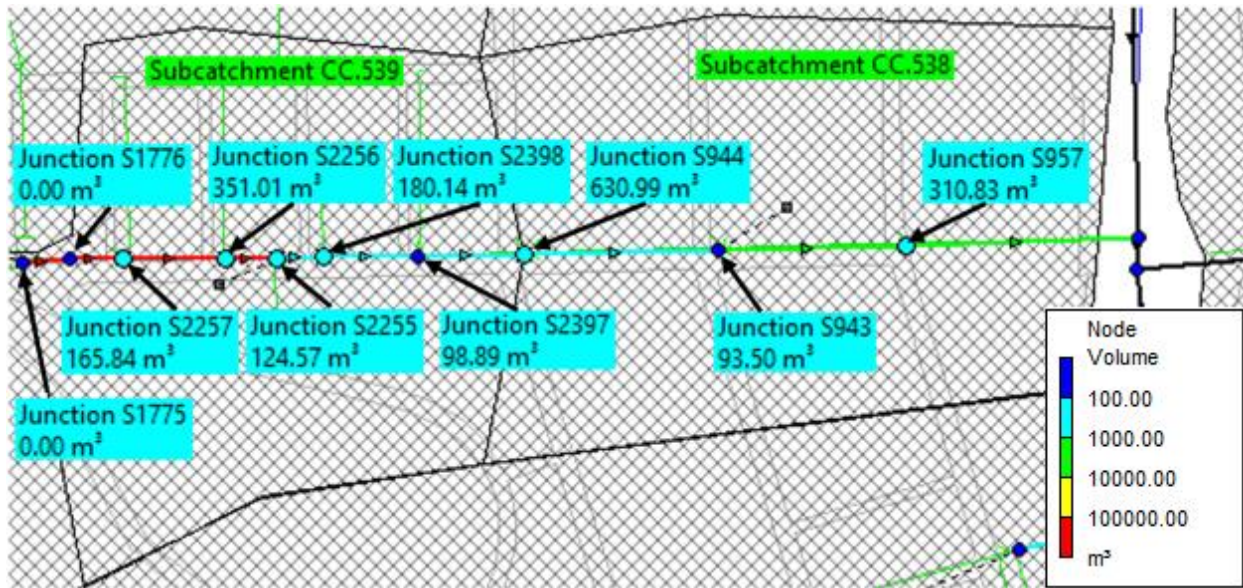 Subcatchment CC.539
Subcatchment CC.538
Junction S1776
0.00 m³
Junction S2256
351.01 m³
Junction S2398
180.14 m³
Junction S944
630.99 m³
Junction S957
310.83 m³
Junction S2257
165.84 m³
Junction S2255
124.57 m³
Junction S2397
98.89 m³
Junction S943
93.50 m³
Junction S1775
0.00 m³
Node
Volume
100.00
1000.00
10000.00
100000.00
m³